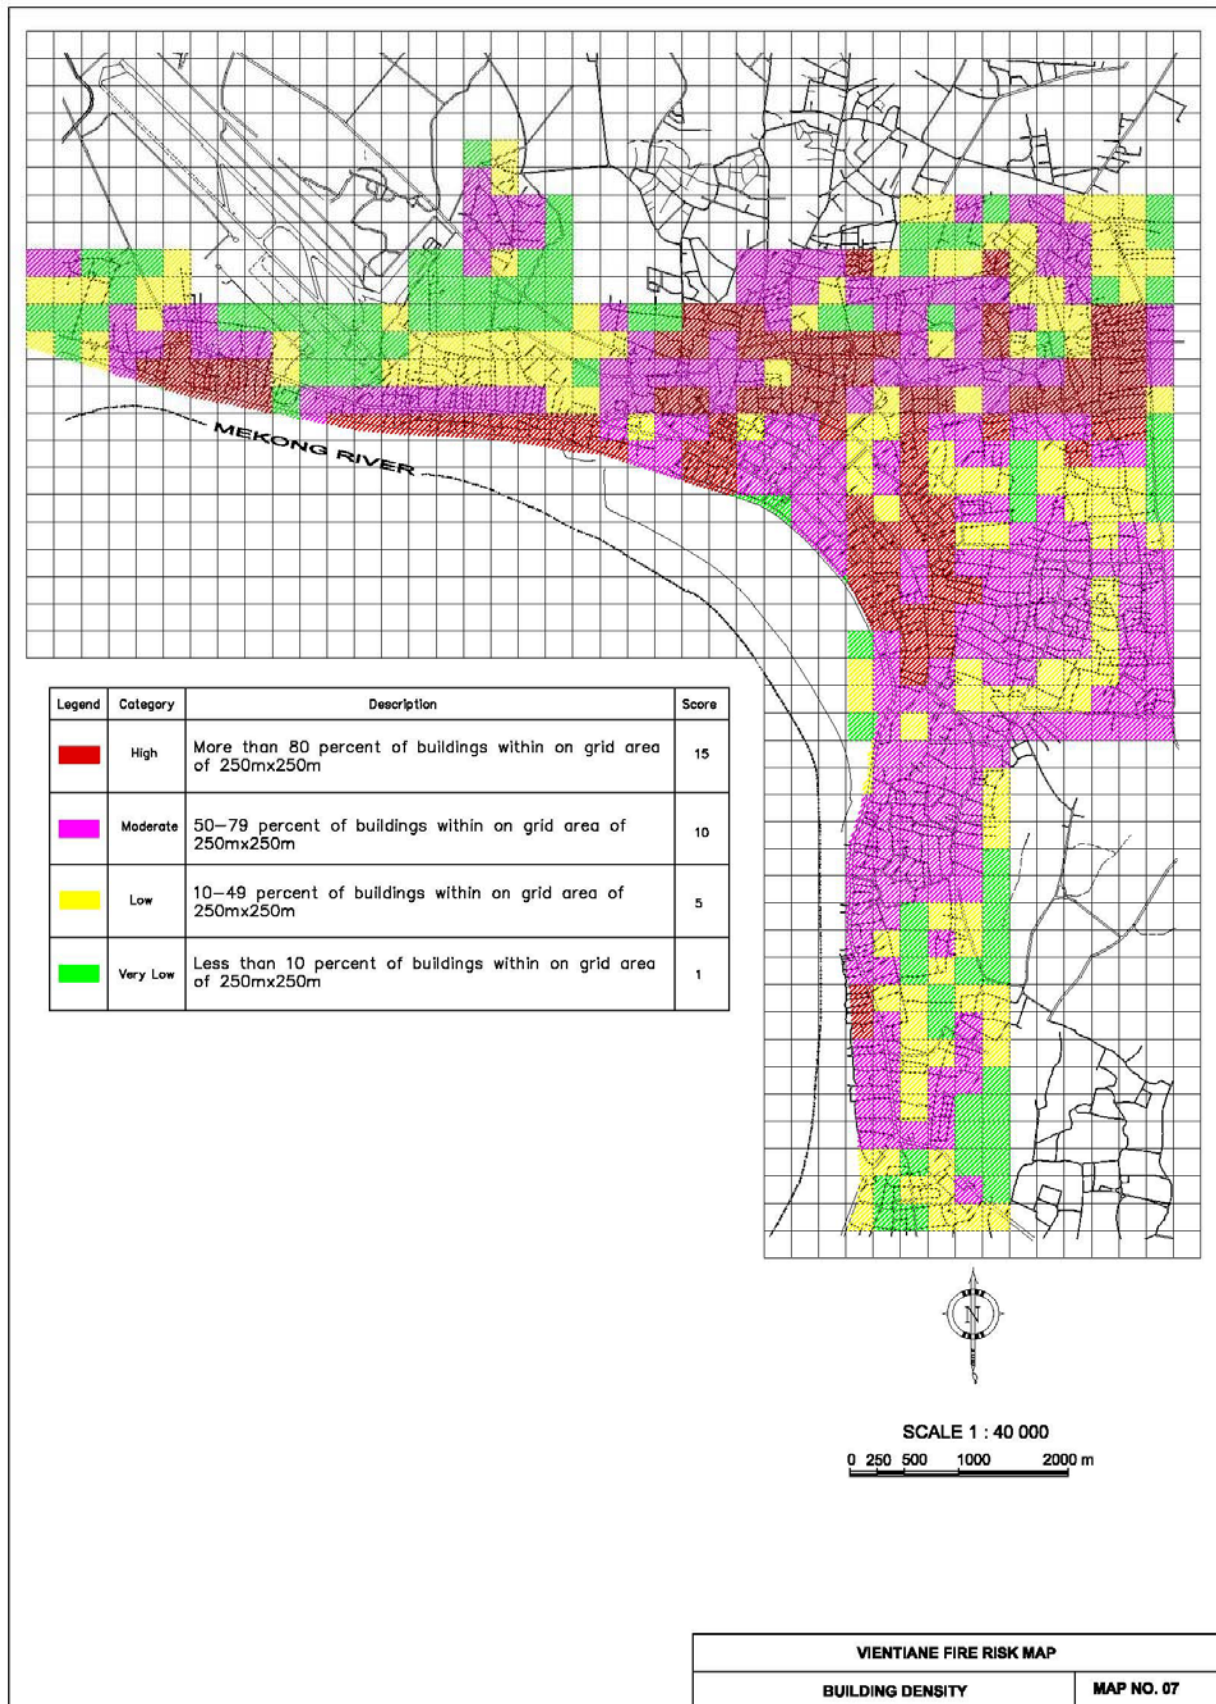 MEKONG RIVER
Legend Category Description Score
High More than 80 percent of buildings within on grid area
of 250mx250m 15
Moderate 50–79 percent of buildings within on grid area of
250mx250m 10
Low 10–49 percent of buildings within on grid area of
250mx250m 5
Very Low Less than 10 percent of buildings within on grid area
of 250mx250m 1
N
SCALE 1 : 40 000
0 250 500 1000 2000 m
VIENTIANE FIRE RISK MAP
BUILDING DENSITY MAP NO. 07